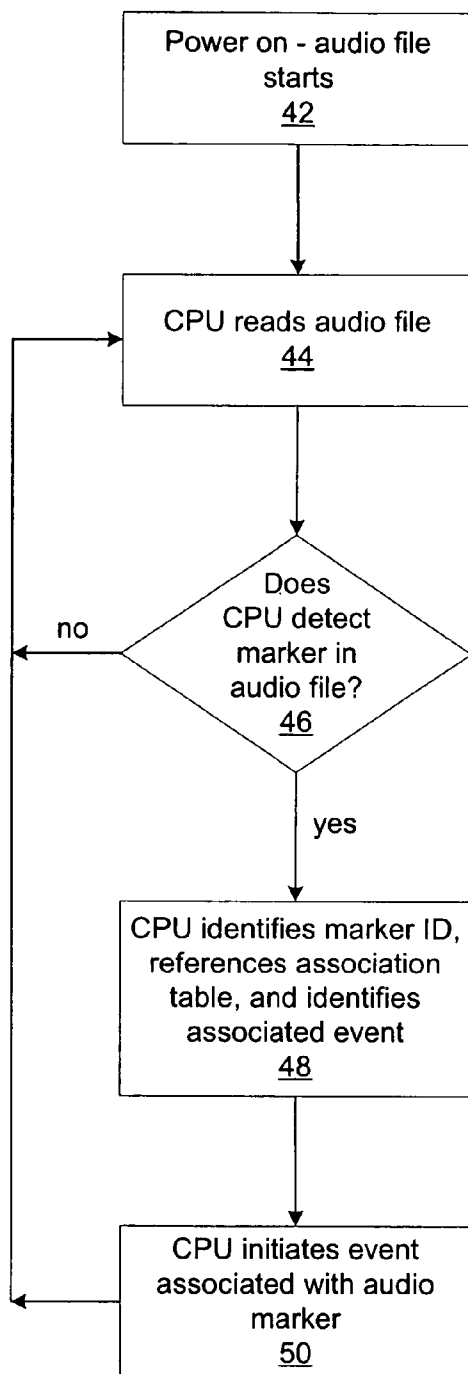 Power on - audio file
starts
42
CPU reads audio file
44
Does
CPU detect
marker in
audio file?
46
no
yes
CPU identifies marker ID,
references association
table, and identifies
associated event
48
CPU initiates event
associated with audio
marker
50